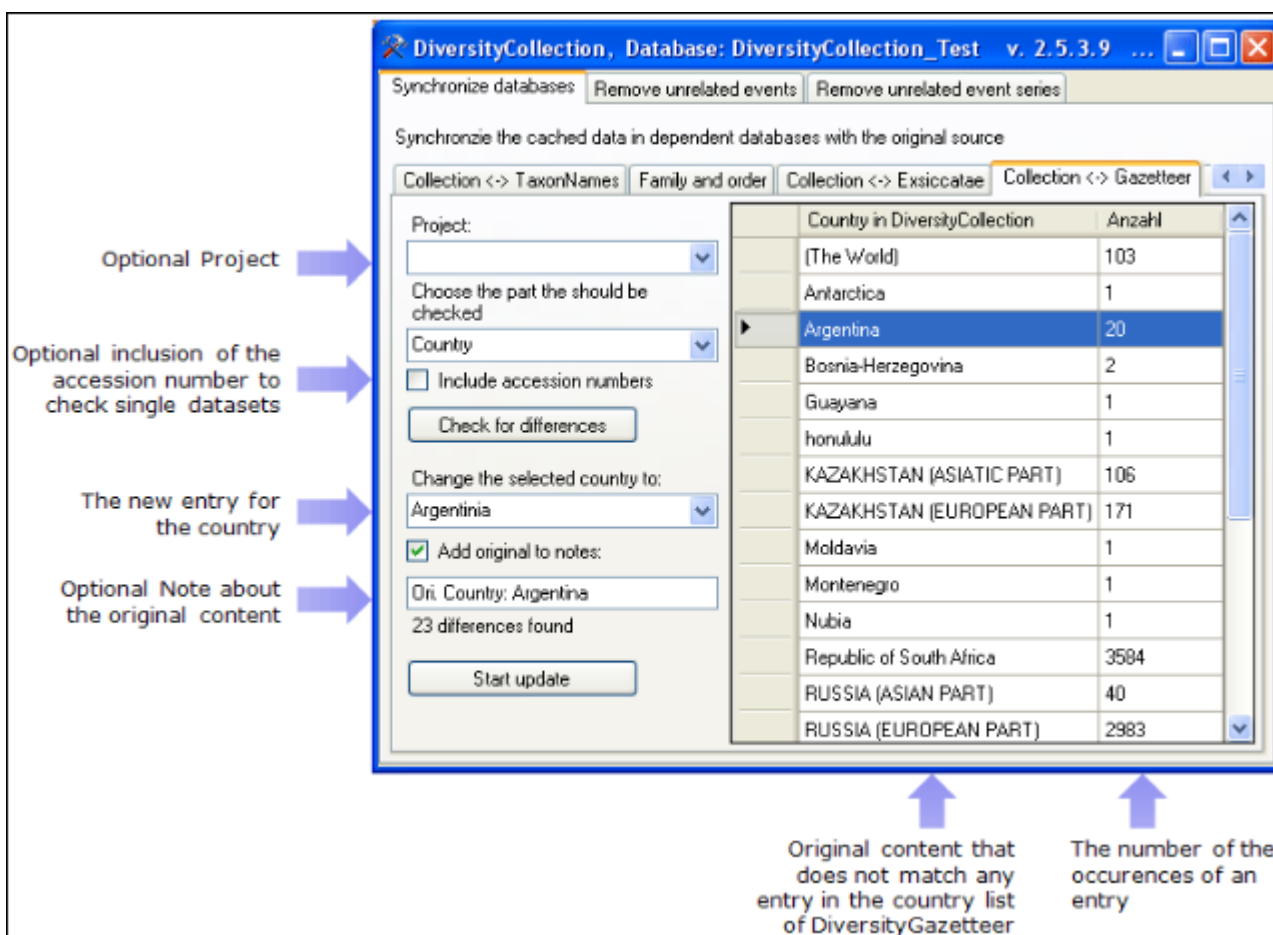 DiversityCollection, Database: DiversityCollection_Test v. 2.5.3.9 ...
Synchronize databases Remove unrelated events Remove unrelated event series
Synchronzie the cached data in dependent databases with the original source
Collection <-> TaxonNames Family and order Collection <-> Exsiccatae Collection <-> Gazetteer
Optional Project
Optional inclusion of the
accession number to
check single datasets
The new entry for
the country
Optional Note about
the original content
Project:
Choose the part the should be
checked
Country
Include accession numbers
Check for differences
Change the selected country to:
Argentinia
Add original to notes:
Ori. Country: Argentina
23 differences found
Start update
Country in DiversityCollection Anzahl
(The World) 103
Antarctica 1
Argentina 20
Bosnia-Herzegovina 2
Guayana 1
honululu 1
KAZAKHSTAN (ASIATIC PART) 106
KAZAKHSTAN (EUROPEAN PART) 171
Moldavia 1
Montenegro 1
Nubia 1
Republic of South Africa 3584
RUSSIA (ASIAN PART) 40
RUSSIA (EUROPEAN PART) 2983
Original content that
does not match any
entry in the country list
of DiversityGazetteer
The number of the
occurences of an
entry